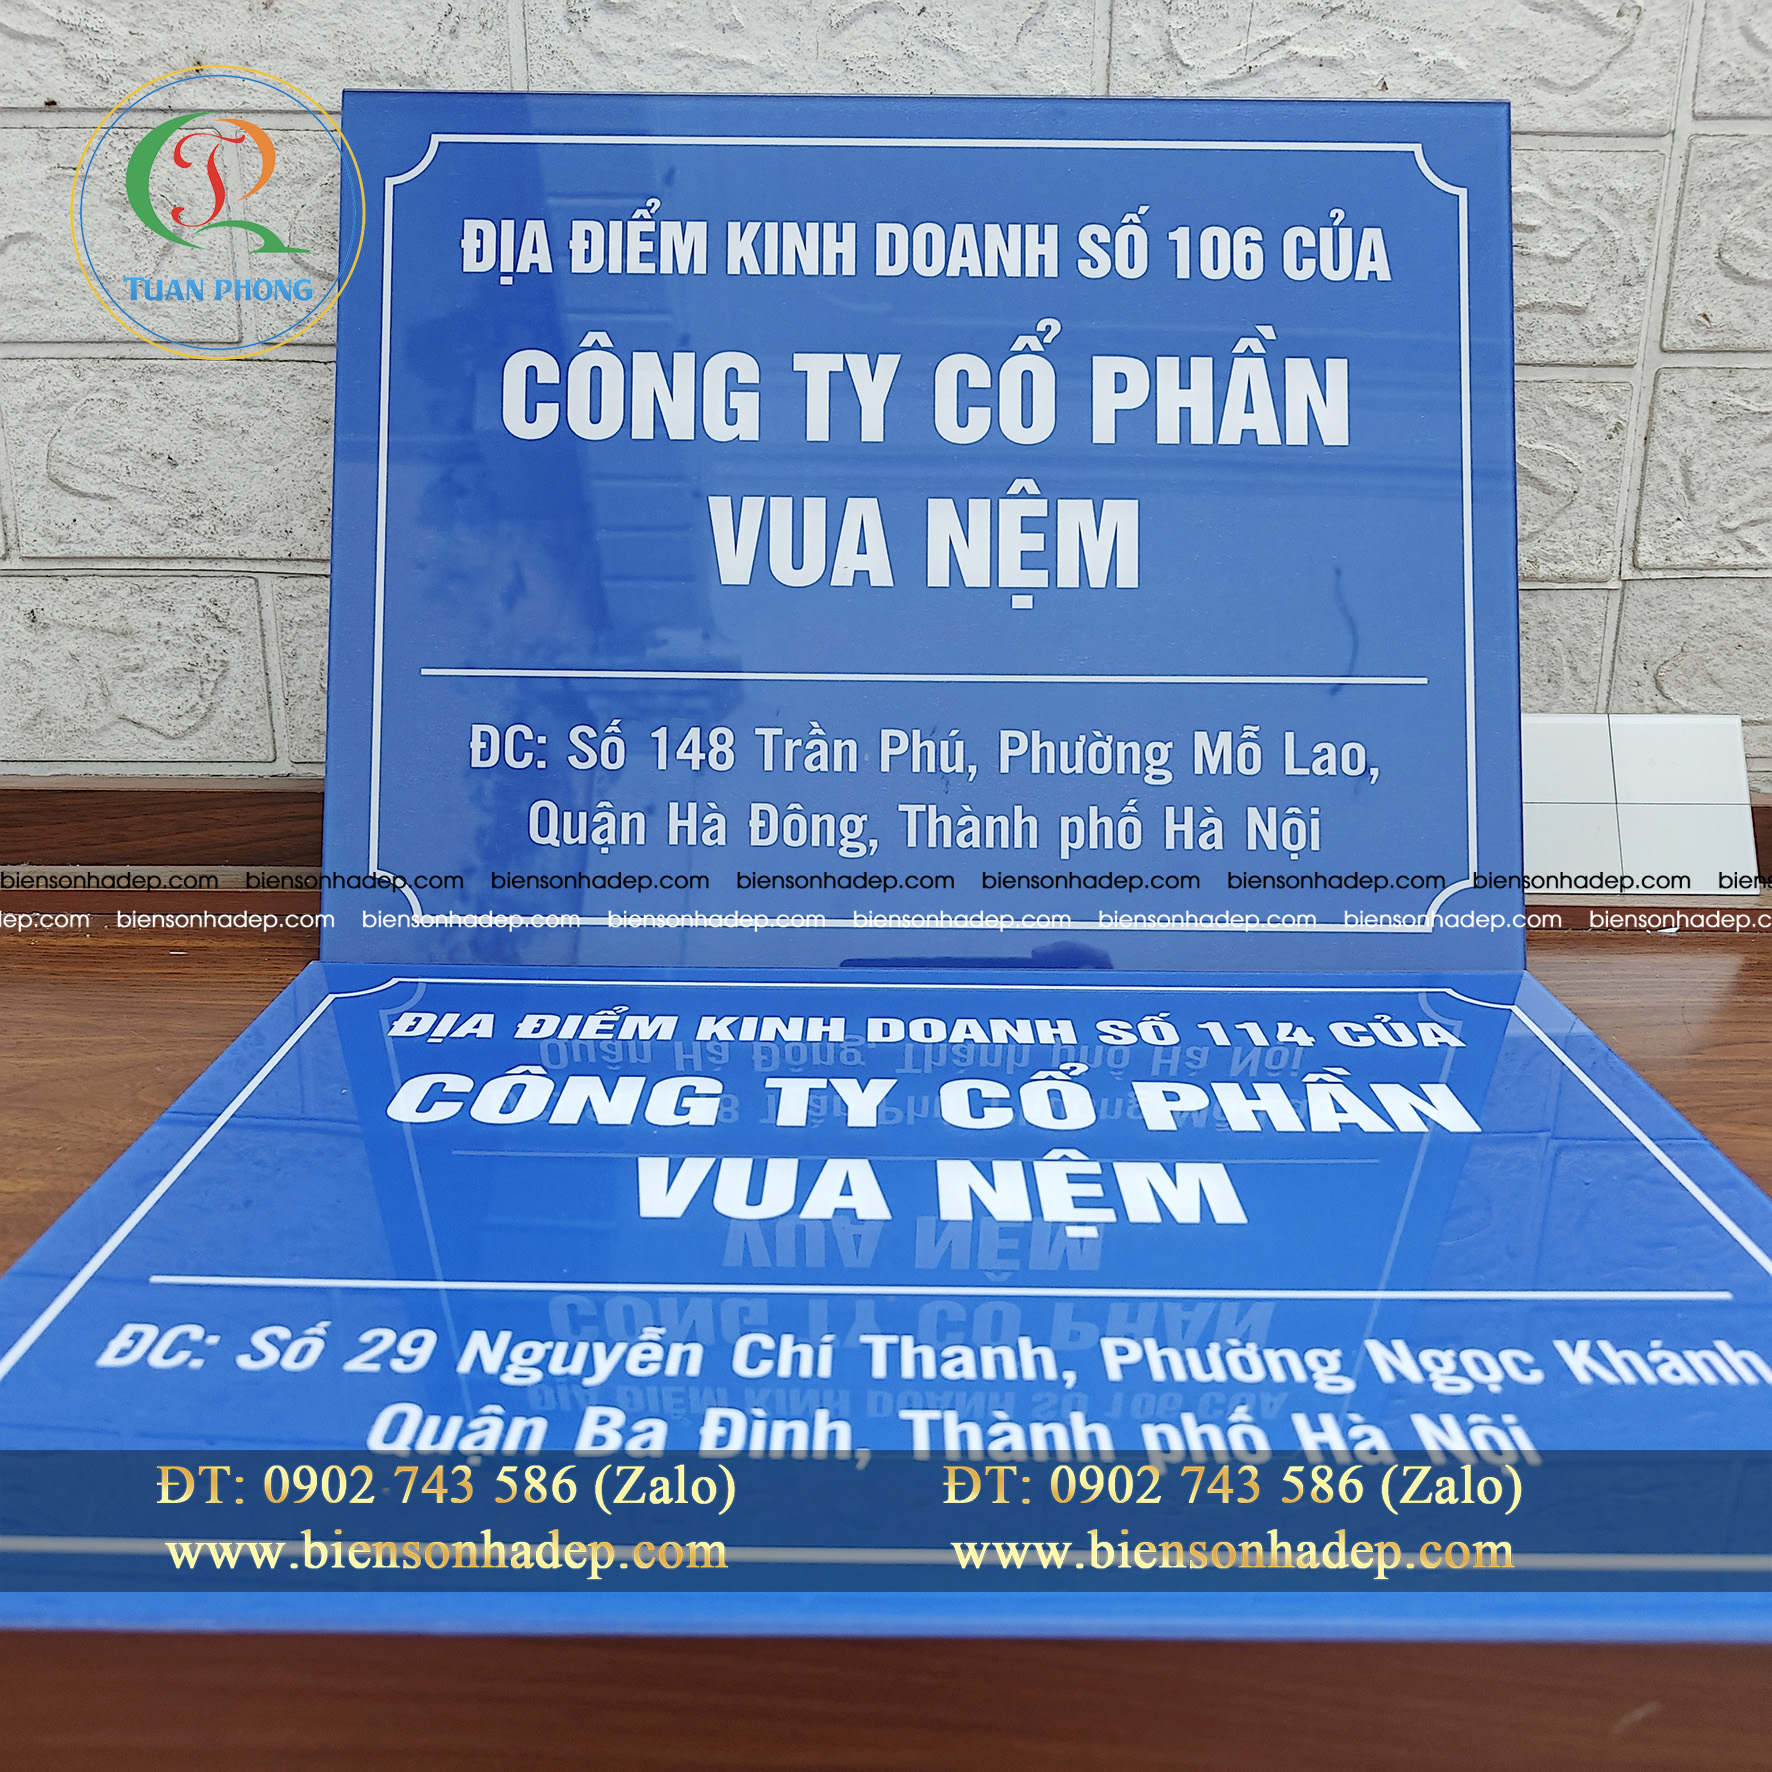 TUAN PHONG
ĐỊA ĐIỂM KINH DOANH SỐ 106 CỦA
CÔNG TY CỔ PHẦN
VUA NỆM
ĐC: Số 148 Trần Phú, Phường Mỗ Lao,
Quận Hà Đông, Thành phố Hà Nội
biensonhadep.com biensonhadep.com biensonhadep.com biensonhadep.com biensonhadep.com biensonhadep.com biensonhadep.com
biensonhadep.com biensonhadep.com biensonhadep.com biensonhadep.com biensonhadep.com biensonhadep.com
ĐỊA ĐIỂM KINH DOANH SỐ 114 CỦA
CÔNG TY CỔ PHẦN
VUA NỆM
ĐC: Số 29 Nguyễn Chí Thanh, Phường Ngọc Khánh
Quận Ba Đình, Thành phố Hà Nội
ĐT: 0902 743 586 (Zalo) ĐT: 0902 743 586 (Zalo)
www.biensonhadep.com www.biensonhadep.com